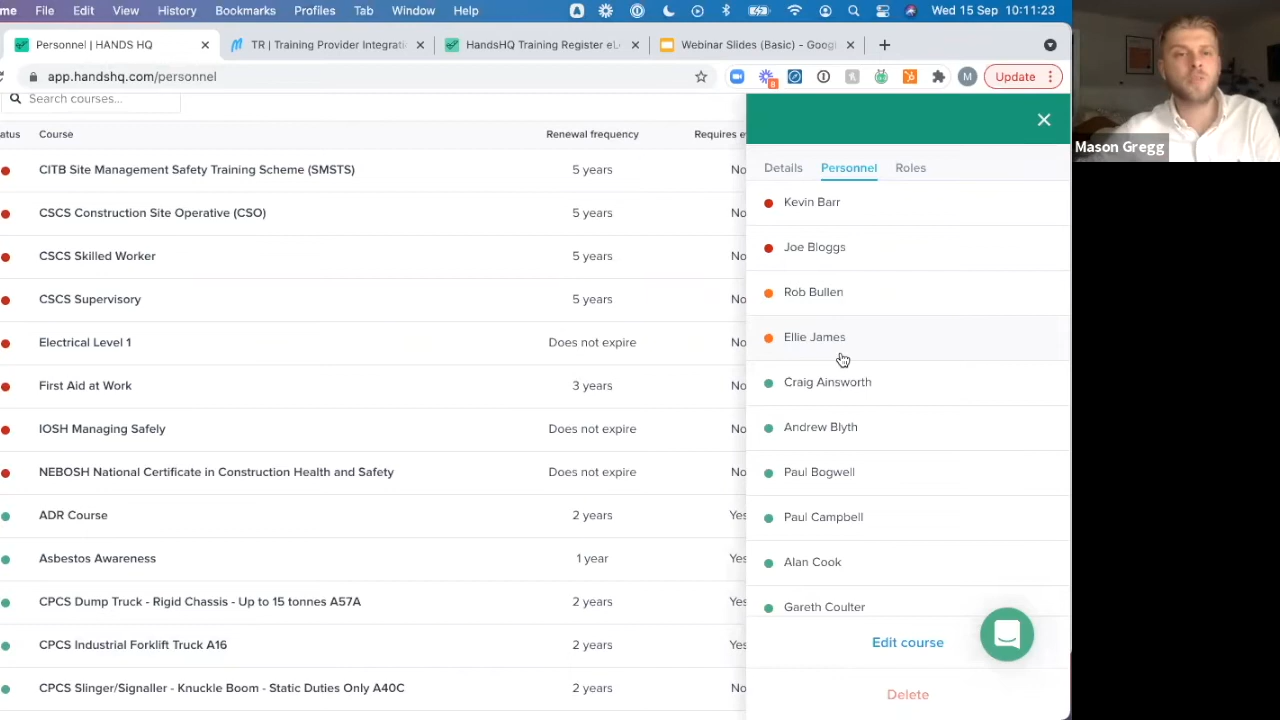 me File Edit View History Bookmarks Profiles Tab Window Help Wed 15 Sep 10:11:23
Personnel | HANDS HQ
TR | Training Provider Integrati
HandsHQ Training Register eLe
Webinar Slides (Basic) - Goog
app.handshq.com/personnel
8
M
Update
Search courses...
atus Course Renewal frequency Requires e
CITB Site Management Safety Training Scheme (SMSTS) 5 years No
CSCS Construction Site Operative (CSO) 5 years No
CSCS Skilled Worker 5 years No
CSCS Supervisory 5 years No
Electrical Level 1 Does not expire No
First Aid at Work 3 years No
IOSH Managing Safely Does not expire No
NEBOSH National Certificate in Construction Health and Safety Does not expire No
ADR Course 2 years Yes
Asbestos Awareness 1 year Yes
CPCS Dump Truck - Rigid Chassis - Up to 15 tonnes A57A 2 years Yes
CPCS Industrial Forklift Truck A16 2 years Yes
CPCS Slinger/Signaller - Knuckle Boom - Static Duties Only A40C 2 years No
Details Personnel Roles
Kevin Barr
Joe Bloggs
Rob Bullen
Ellie James
Craig Ainsworth
Andrew Blyth
Paul Bogwell
Paul Campbell
Alan Cook
Gareth Coulter
Edit course
Delete
Mason Gregg